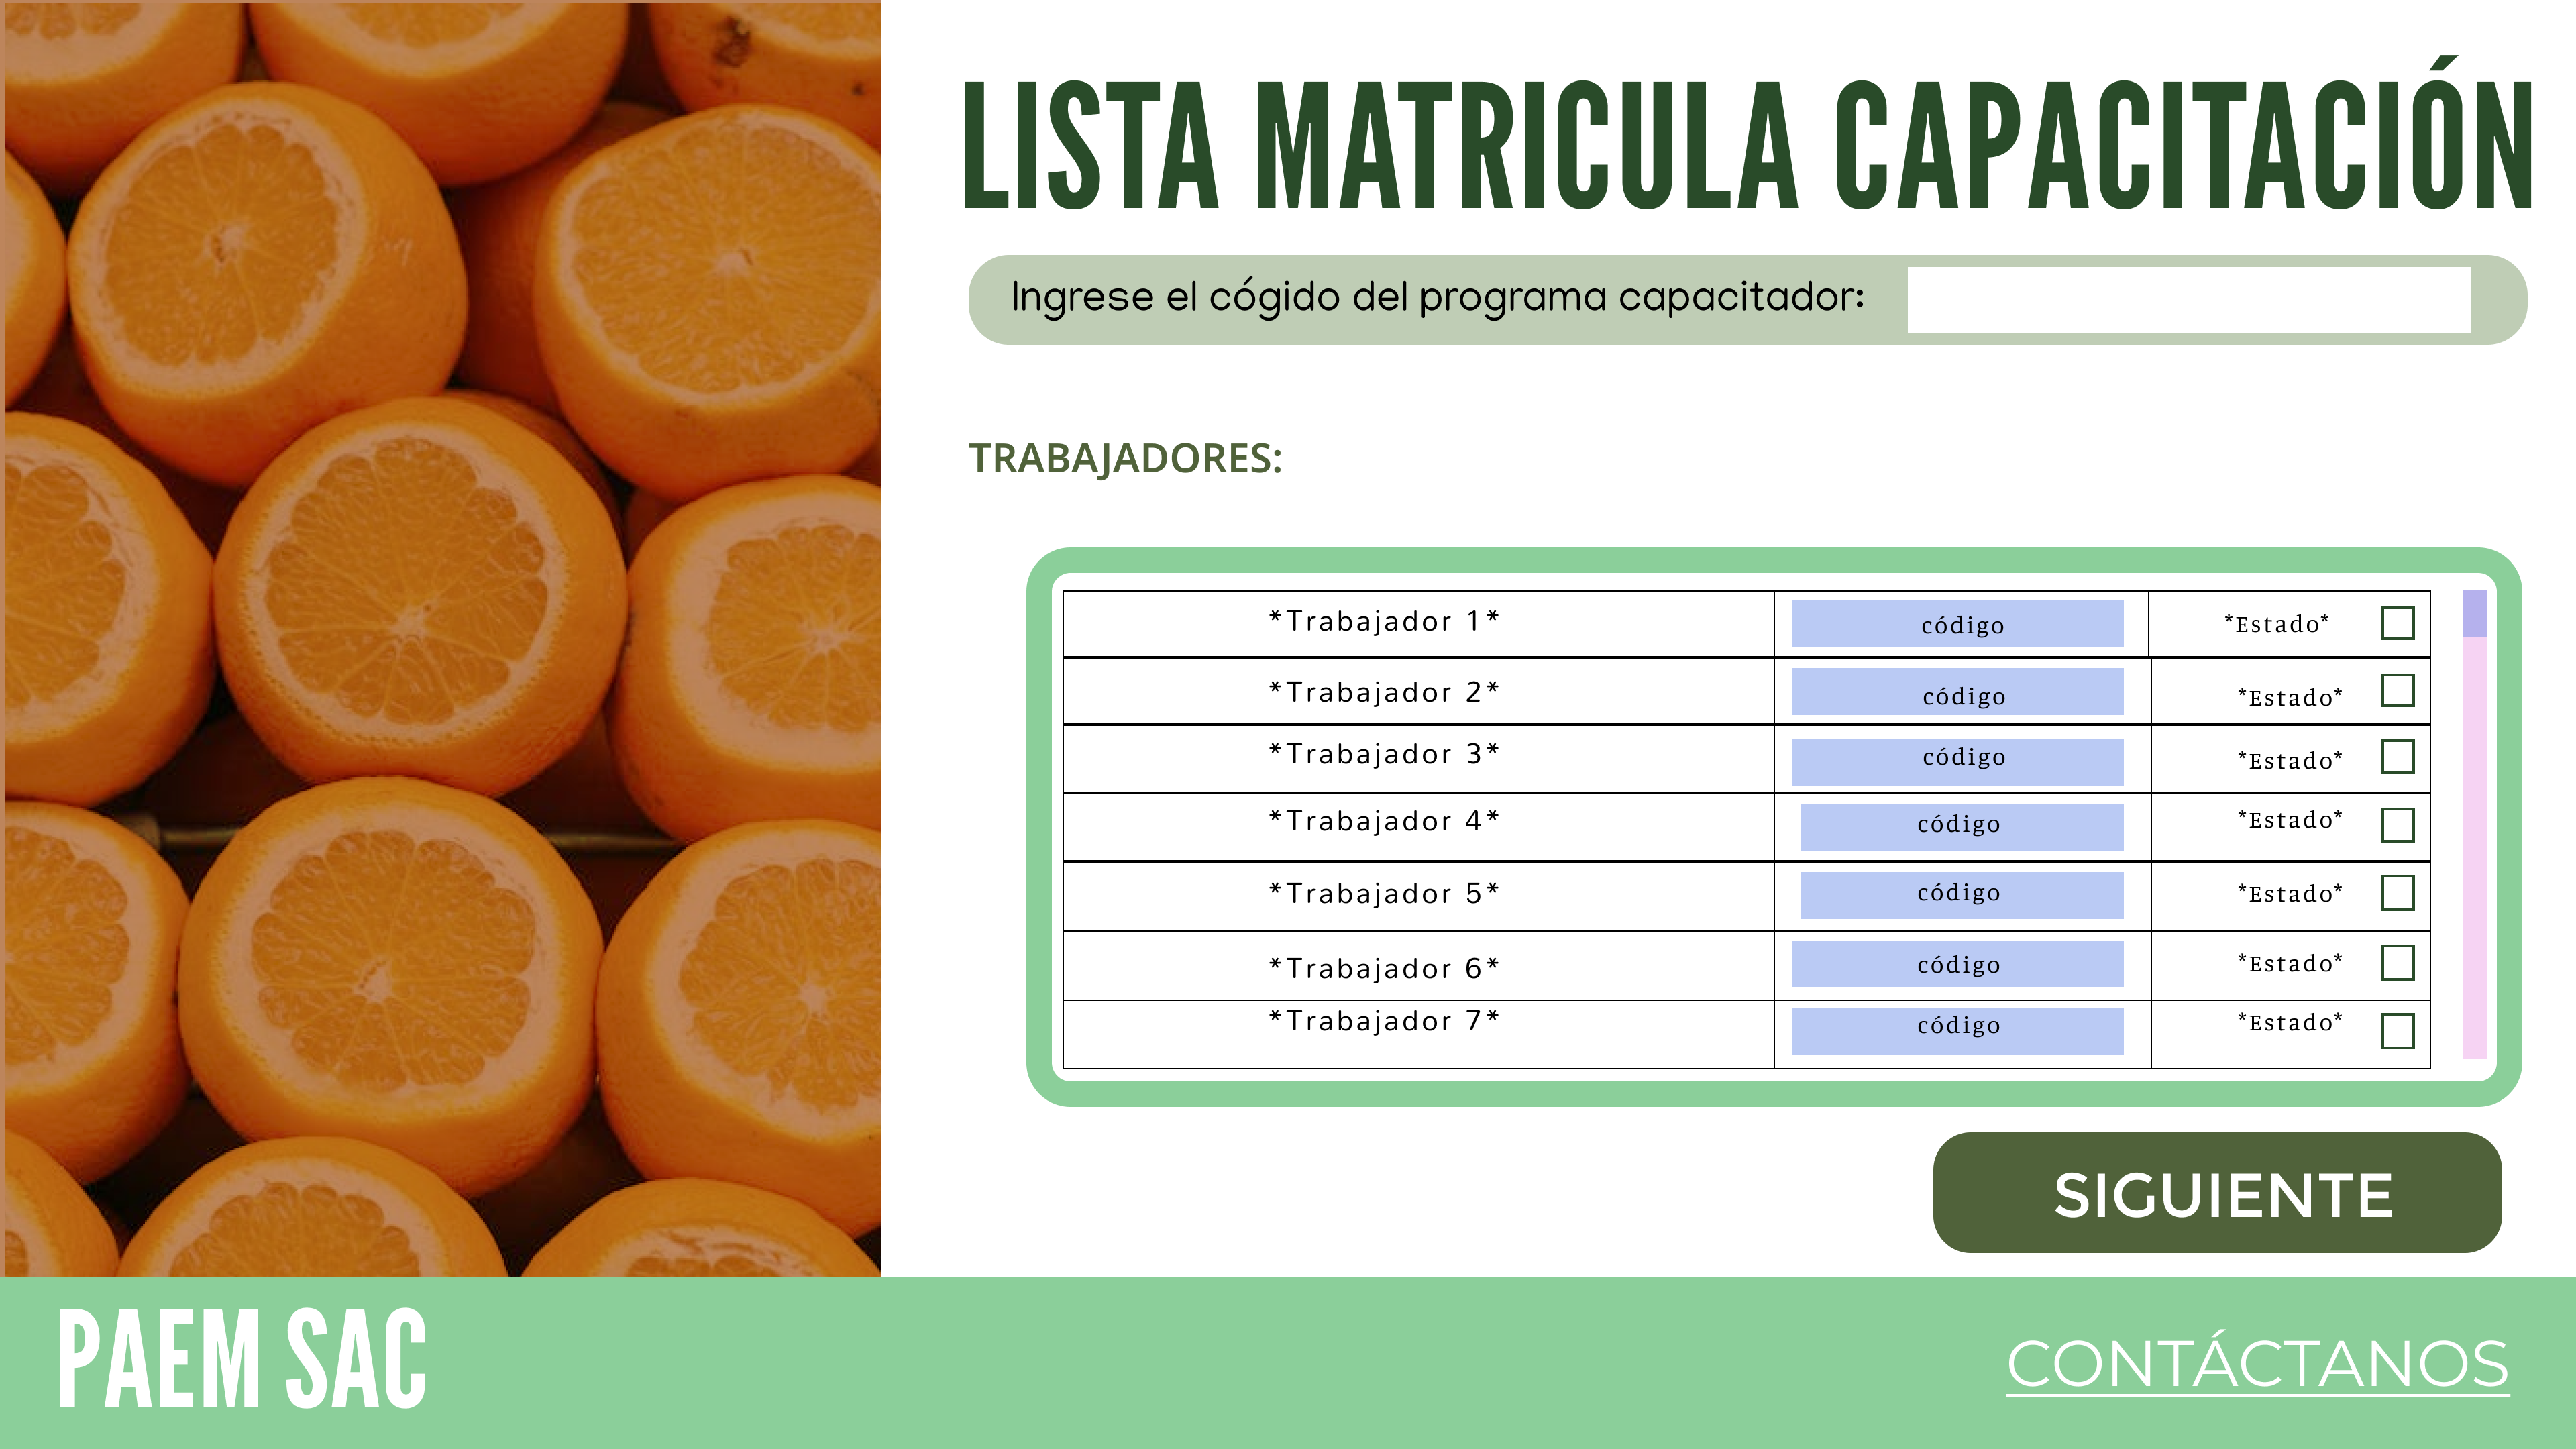 LISTA MATRICULA CAPACITACIÓN
Ingrese el cógido del programa capacitador:
TRABAJADORES:
*Trabajador 1* código *Estado*
*Trabajador 2* código *Estado*
*Trabajador 3* código *Estado*
*Trabajador 4* código *Estado*
*Trabajador 5* código *Estado*
*Trabajador 6* código *Estado*
*Trabajador 7* código *Estado*
SIGUIENTE
PAEM SAC
CONTÁCTANOS